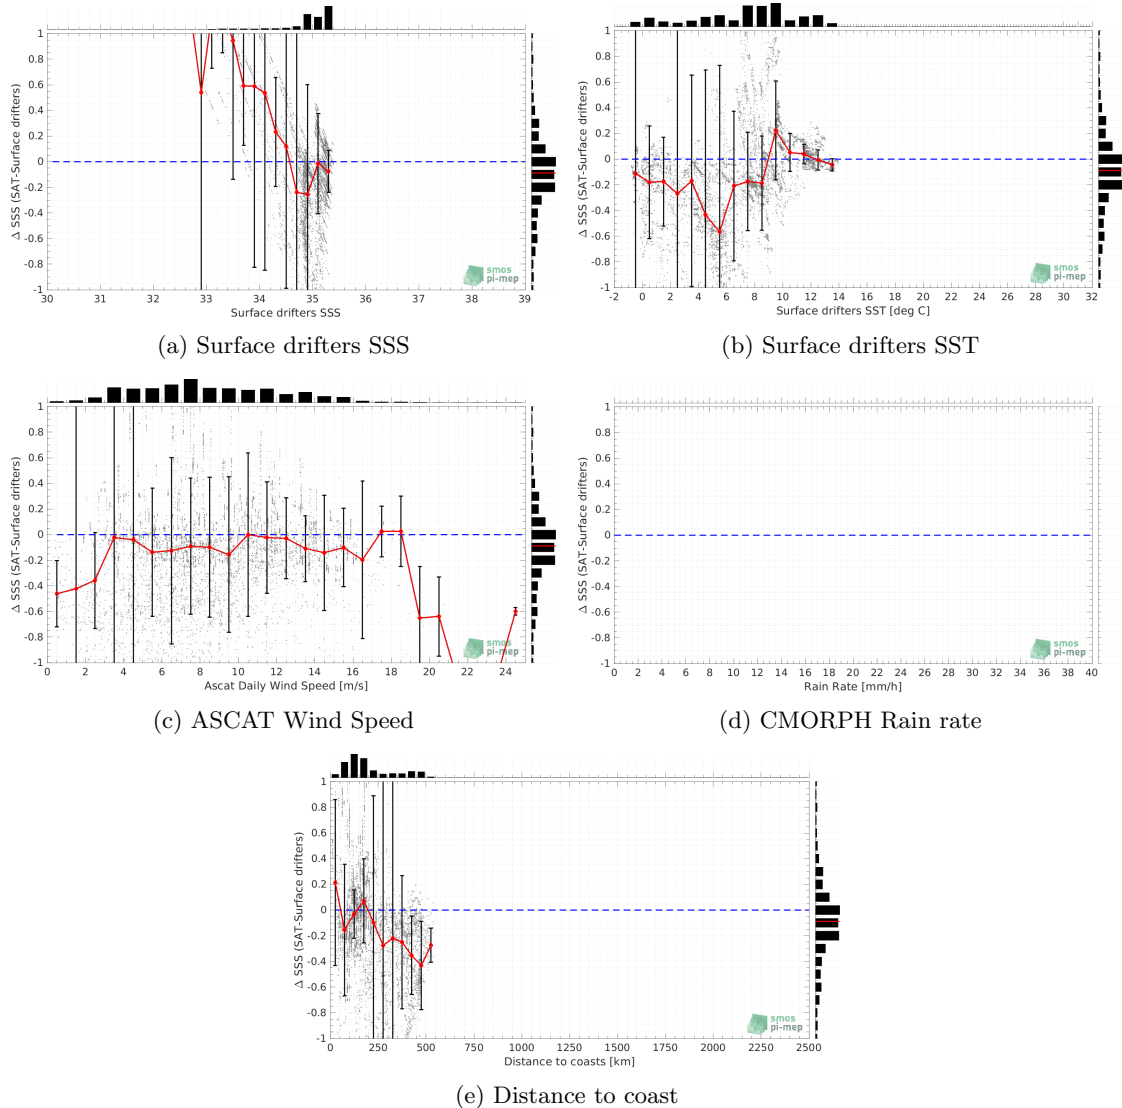 Δ SSS (SAT-Surface drifters)
1
0.8
0.6
0.4
0.2
0
-0.2
-0.4
-0.6
-0.8
-1
30 31 32 33 34 35 36 37 38 39
Surface drifters SSS
smos
pi-mep
(a) Surface drifters SSS
Δ SSS (SAT-Surface drifters)
1
0.8
0.6
0.4
0.2
0
-0.2
-0.4
-0.6
-0.8
-1
-2 0 2 4 6 8 10 12 14 16 18 20 22 24 26 28 30 32
Surface drifters SST [deg C]
smos
pi-mep
(b) Surface drifters SST
Δ SSS (SAT-Surface drifters)
1
0.8
0.6
0.4
0.2
0
-0.2
-0.4
-0.6
-0.8
-1
0 2 4 6 8 10 12 14 16 18 20 22 24
Ascat Daily Wind Speed [m/s]
smos
pi-mep
(c) ASCAT Wind Speed
Δ SSS (SAT-Surface drifters)
1
0.8
0.6
0.4
0.2
0
-0.2
-0.4
-0.6
-0.8
-1
0 2 4 6 8 10 12 14 16 18 20 22 24 26 28 30 32 34 36 38 40
Rain Rate [mm/h]
smos
pi-mep
(d) CMORPH Rain rate
Δ SSS (SAT-Surface drifters)
1
0.8
0.6
0.4
0.2
0
-0.2
-0.4
-0.6
-0.8
-1
0 250 500 750 1000 1250 1500 1750 2000 2250 2500
Distance to coasts [km]
smos
pi-mep
(e) Distance to coast